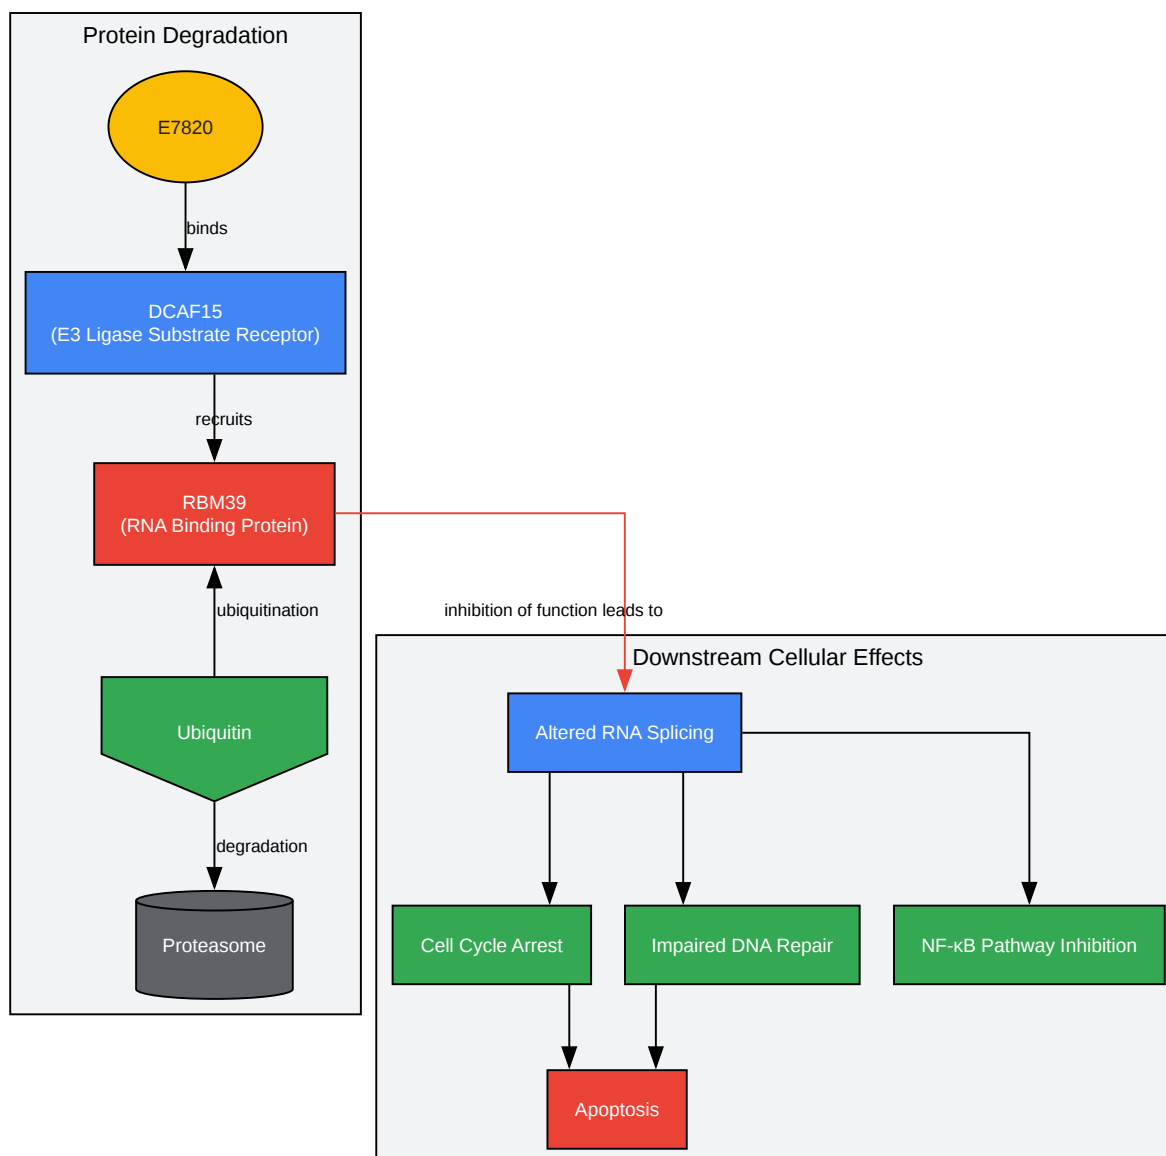 Protein Degradation
E7820
binds
DCAF15
(E3 Ligase Substrate Receptor)
recruits
RBM39
(RNA Binding Protein)
ubiquitination
inhibition of function leads to
Downstream Cellular Effects
Ubiquitin
Altered RNA Splicing
degradation
Proteasome
Cell Cycle Arrest
Impaired DNA Repair
NF-κB Pathway Inhibition
Apoptosis